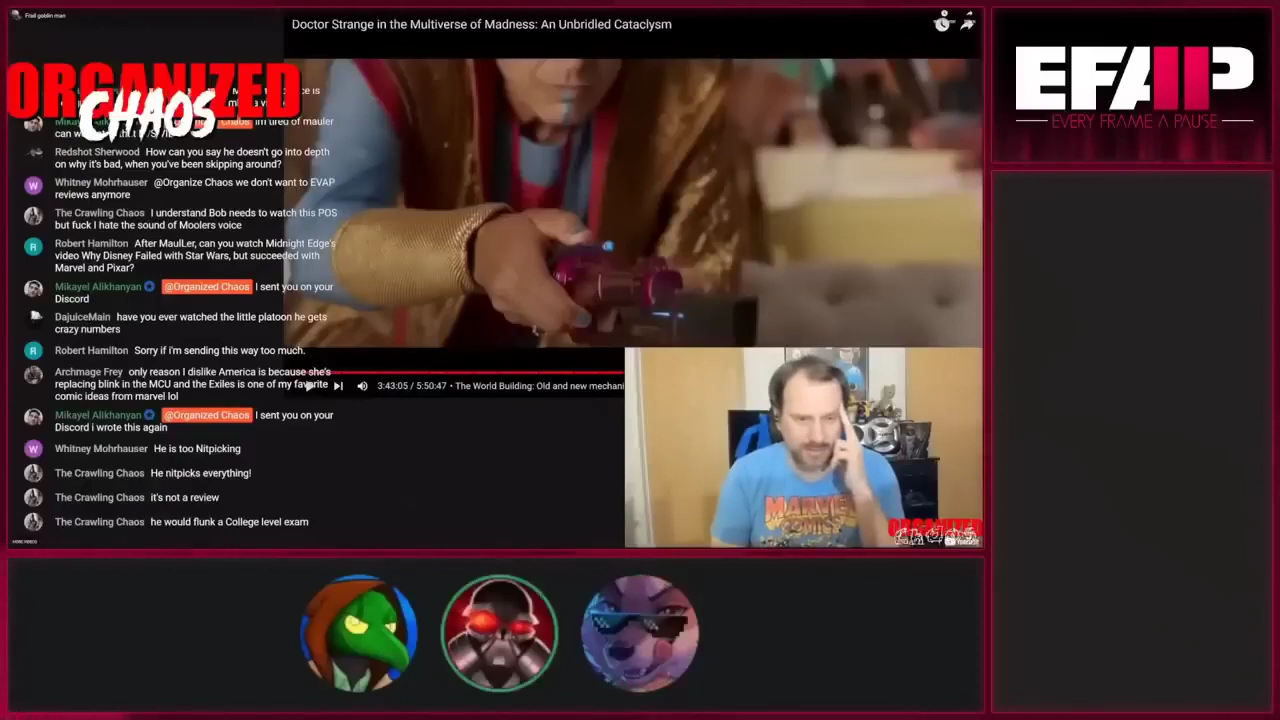 Frail goblin man
Doctor Strange in the Multiverse of Madness: An Unbridled Cataclysm
ORGANIZED
CHAOS
im tired of mauler
Redshot Sherwood How can you say he doesn't go into depth
on why it's bad, when you've been skipping around?
W
Whitney Mohrhauser @Organize Chaos we don't want to EVAP
reviews anymore
The Crawling Chaos I understand Bob needs to watch this POS
but fuck I hate the sound of Moolers voice
R
Robert Hamilton After MaulLer, can you watch Midnight Edge's
video Why Disney Failed with Star Wars, but succeeded with
Marvel and Pixar?
Mikayel Alikhanyan @Organized Chaos I sent you on your
Discord
DajuiceMain have you ever watched the little platoon he gets
crazy numbers
R
Robert Hamilton Sorry if i'm sending this way too much.
Archmage Frey only reason I dislike America is because she's
replacing blink in the MCU and the Exiles is one of my favorite
comic ideas from marvel lol
Mikayel Alikhanyan @Organized Chaos I sent you on your
Discord i wrote this again
W
Whitney Mohrhauser He is too Nitpicking
The Crawling Chaos He nitpicks everything!
The Crawling Chaos it's not a review
The Crawling Chaos he would flunk a College level exam
MORE VIDEOS
3:43:05 / 5:50:47 • The World Building: Old and new mechani
MARVEL
COMICS
ORGANIZED
EFAP
EVERY FRAME A PAUSE